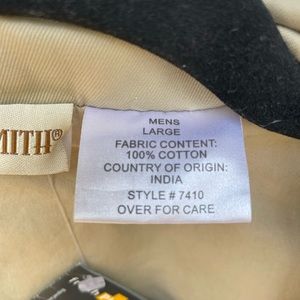 MITH®
MENS
LARGE
FABRIC CONTENT:
100% COTTON
COUNTRY OF ORIGIN:
INDIA
STYLE # 7410
OVER FOR CARE